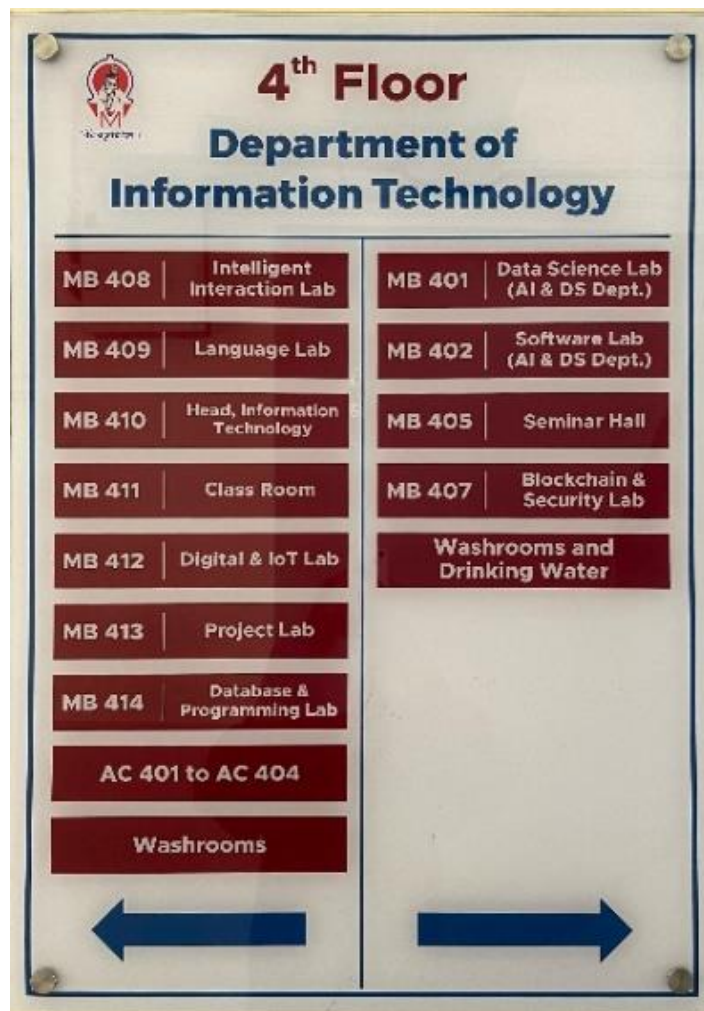 4th Floor
Department of
Information Technology
MB 408
Intelligent
Interaction Lab
MB 409
Language Lab
MB 410
Head, Information
Technology
MB 411
Class Room
MB 412
Digital & IoT Lab
MB 413
Project Lab
MB 414
Database &
Programming Lab
AC 401 to AC 404
Washrooms
MB 401
Data Science Lab
(AI & DS Dept.)
MB 402
Software Lab
(AI & DS Dept.)
MB 405
Seminar Hall
MB 407
Blockchain &
Security Lab
Washrooms and
Drinking Water